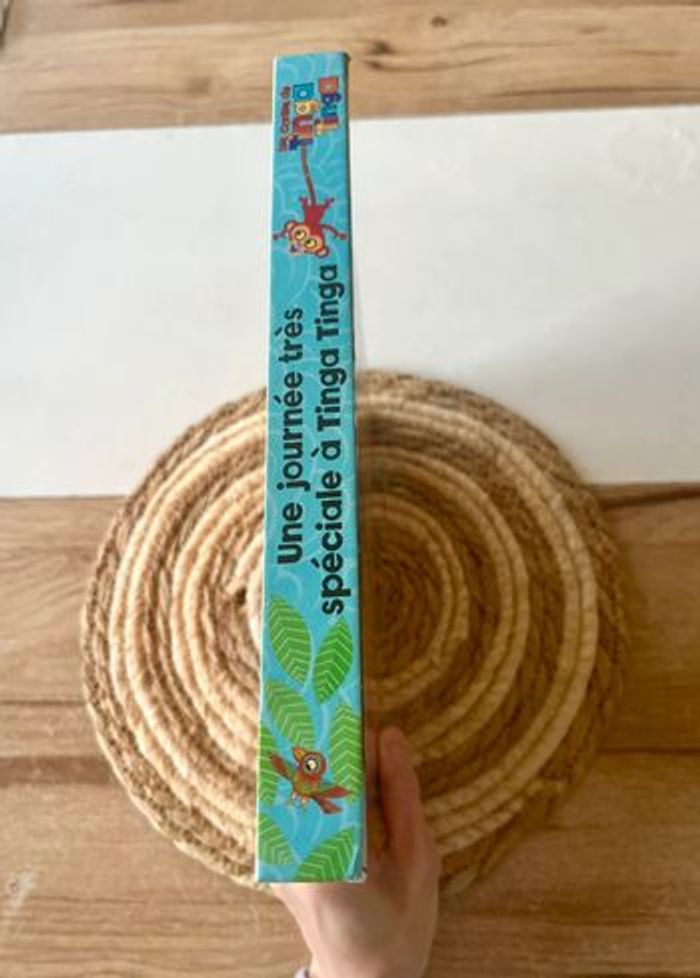 Les Contes de
Tinga
Tinga
Une journée très
spéciale à Tinga Tinga